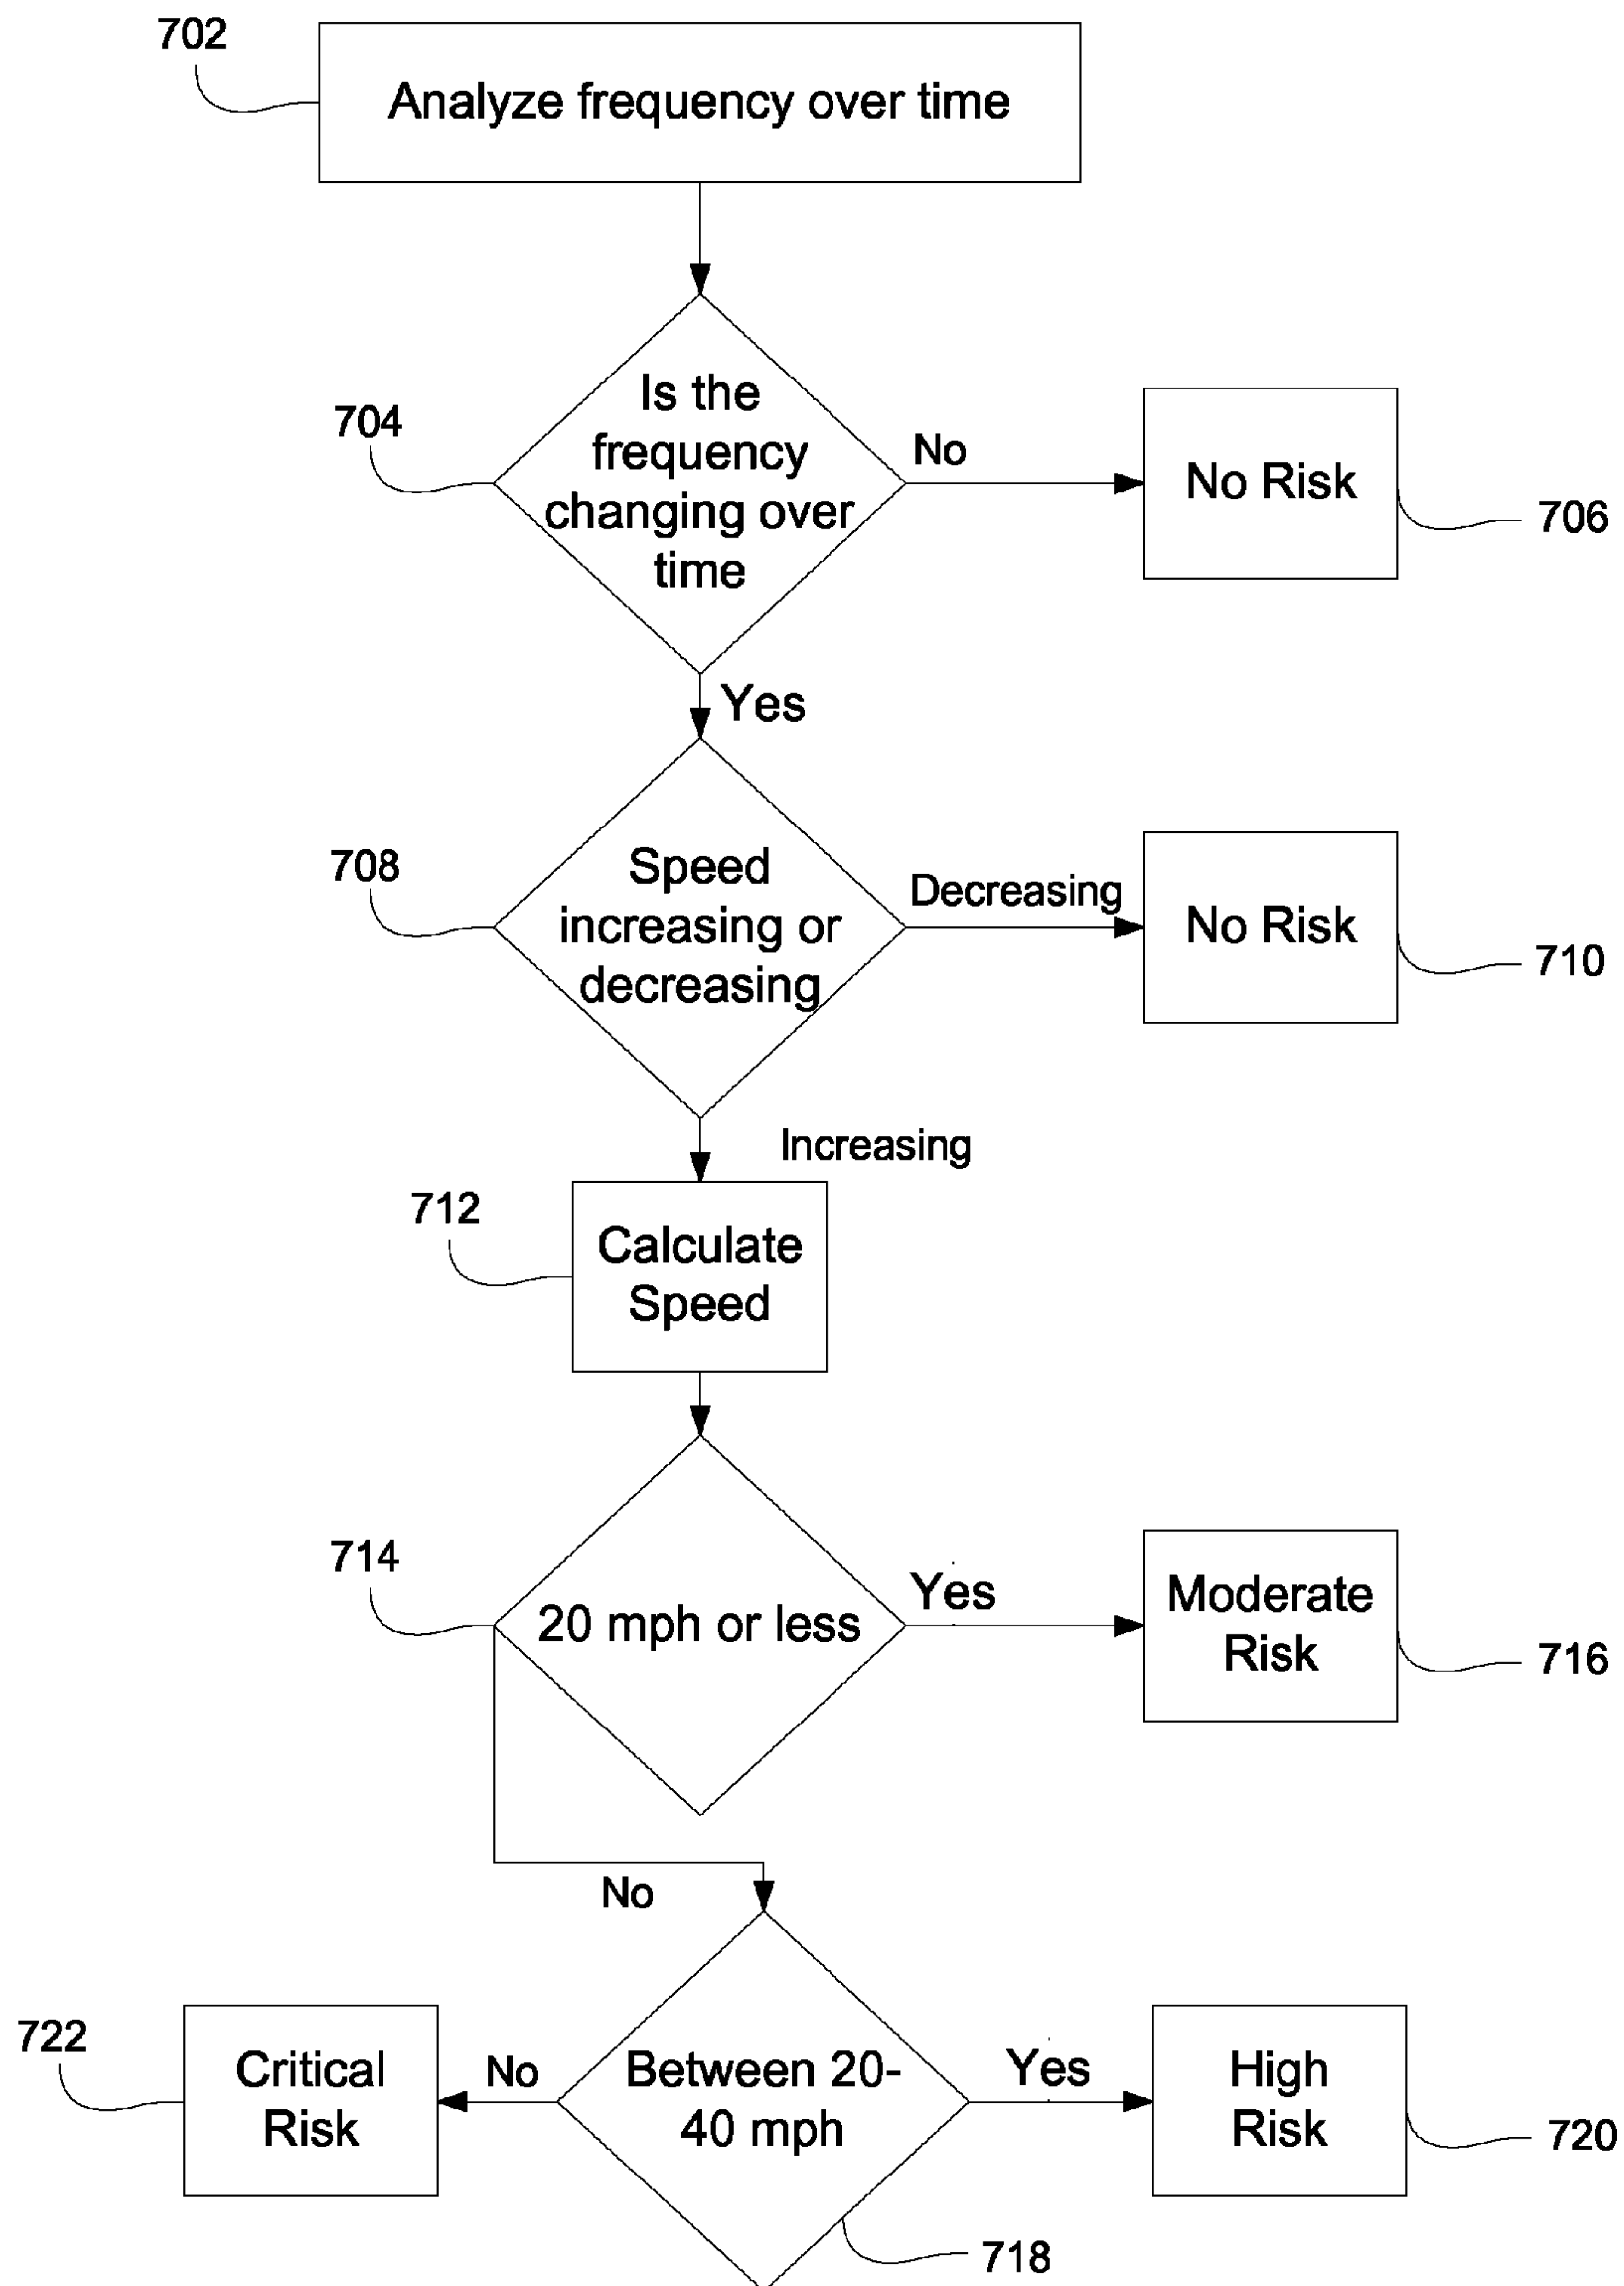 702
Analyze frequency over time
704
Is the
frequency
changing over
time
No
No Risk
706
Yes
708
Speed
increasing or
decreasing
Decreasing
No Risk
710
Increasing
712
Calculate
Speed
714
20 mph or less
Yes
Moderate
Risk
716
No
722
Critical
Risk
No
Between 20-
40 mph
Yes
High
Risk
720
718